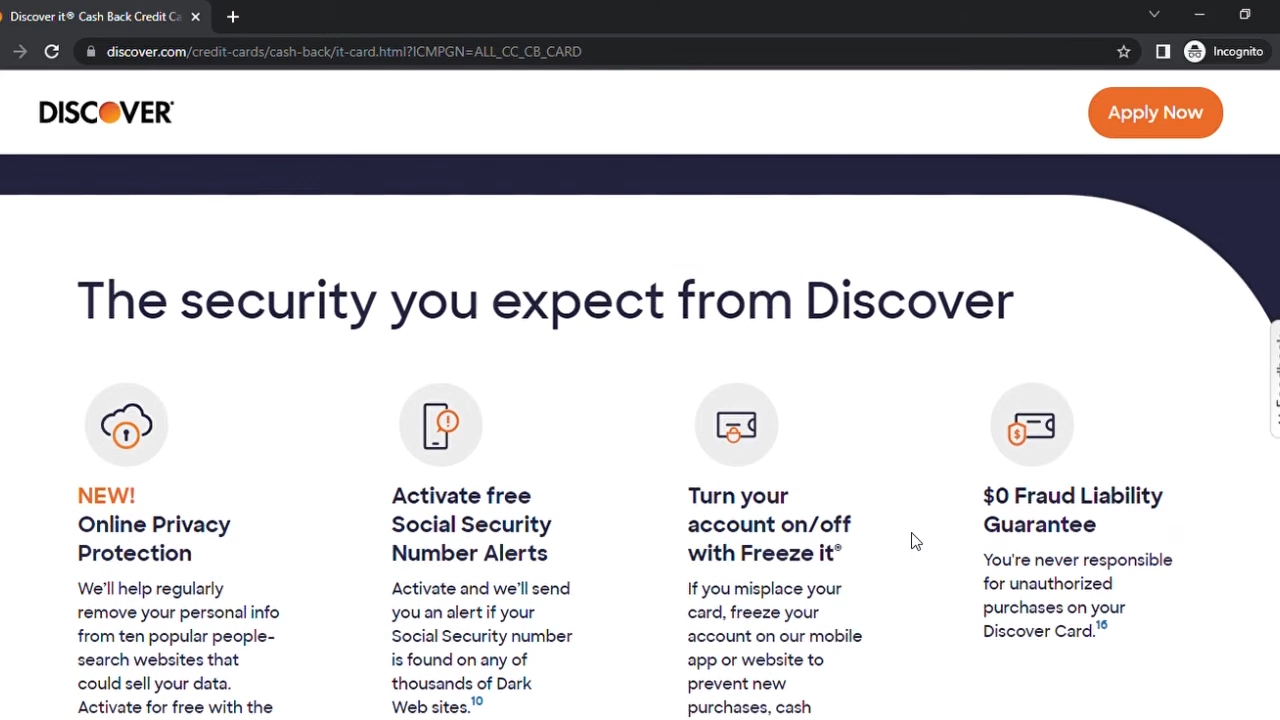 Discover it® Cash Back Credit Ca
discover.com/credit-cards/cash-back/it-card.html?ICMPGN=ALL_CC_CB_CARD
Incognito
DISCOVER
Apply Now
The security you expect from Discover
NEW!
Online Privacy
Protection
We'll help regularly
remove your personal info
from ten popular people-
search websites that
could sell your data.
Activate for free with the
Activate free
Social Security
Number Alerts
Activate and we'll send
you an alert if your
Social Security number
is found on any of
thousands of Dark
Web sites.10
Turn your
account on/off
with Freeze it®
If you misplace your
card, freeze your
account on our mobile
app or website to
prevent new
purchases, cash
$0 Fraud Liability
Guarantee
You're never responsible
for unauthorized
purchases on your
Discover Card.16